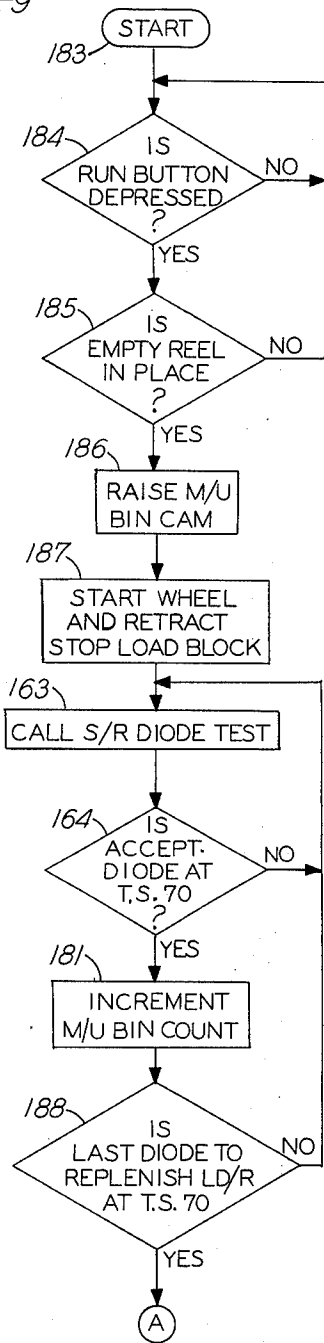 9
START
183
184
IS
RUN BUTTON
DEPRESSED
?
NO
YES
185
IS
EMPTY REEL
IN PLACE
?
NO
YES
186
RAISE M/U
BIN CAM
187
START WHEEL
AND RETRACT
STOP LOAD BLOCK
163
CALL S/R DIODE TEST
164
IS
ACCEPT.
DIODE AT
T.S. 70
?
NO
YES
181
INCREMENT
M/U BIN COUNT
188
IS
LAST DIODE TO
REPLENISH LD/R
AT T.S. 70
NO
YES
A